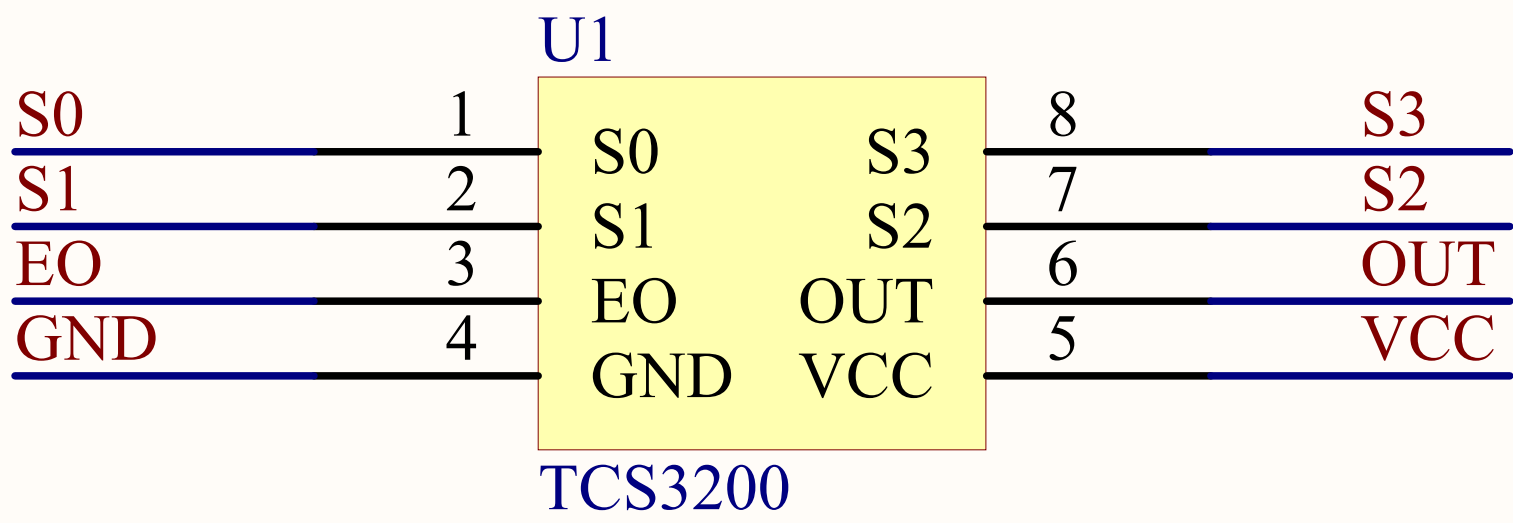 U1
S0 1 S0 S3 8 S3
S1 2 S1 S2 7 S2
EO 3 EO OUT 6 OUT
GND 4 GND VCC 5 VCC
TCS3200